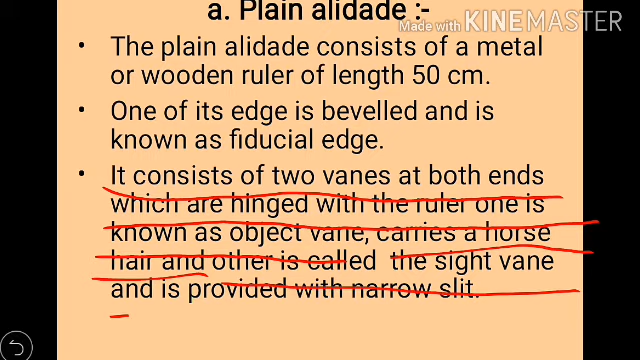 a. Plain alidade :-
Made with KINEMASTER
• The plain alidade consists of a metal
or wooden ruler of length 50 cm.
• One of its edge is bevelled and is
known as fiducial edge.
• It consists of two vanes at both ends
which are hinged with the ruler one is
known as object vane, carries a horse
hair and other is called the sight vane
and is provided with narrow slit.